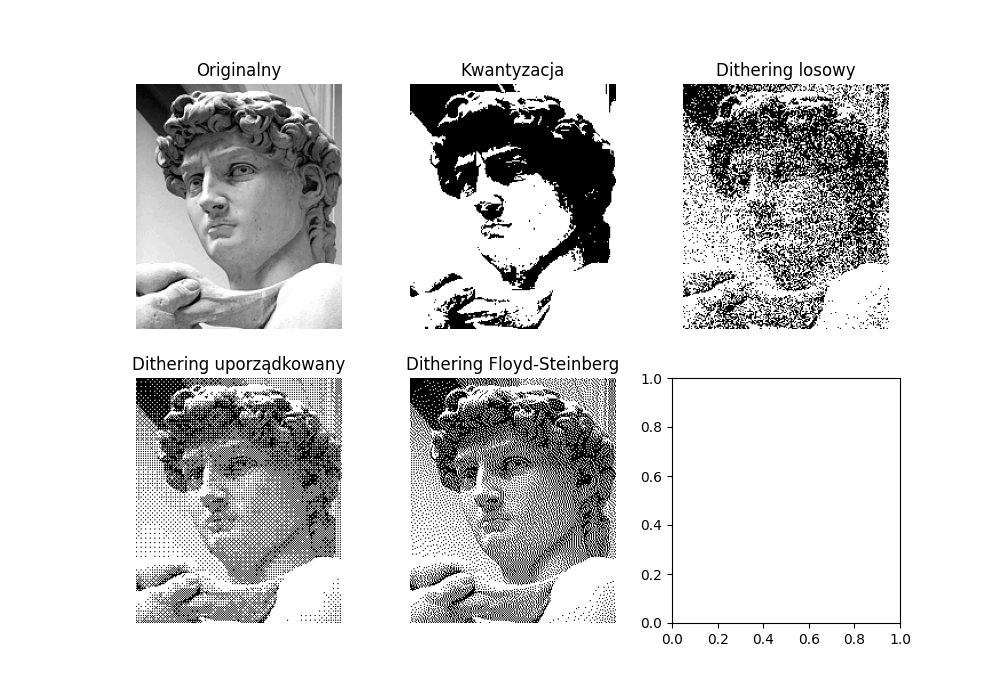 Originalny
Kwantyzacja
Dithering losowy
Dithering uporządkowany
Dithering Floyd-Steinberg
1.0
0.8
0.6
0.4
0.2
0.0
0.0 0.2 0.4 0.6 0.8 1.0